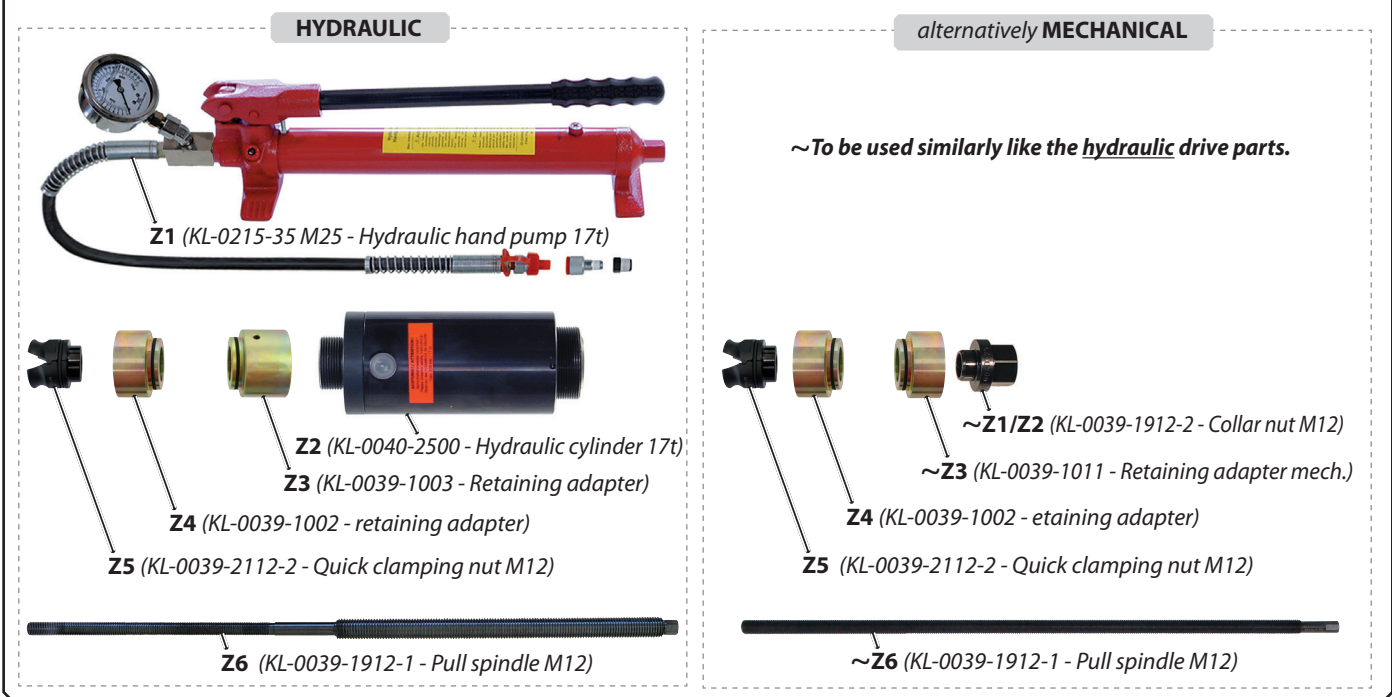 HYDRAULIC
Z1 (KL-0215-35 M25 - Hydraulic hand pump 17t)
Z2 (KL-0040-2500 - Hydraulic cylinder 17t)
Z3 (KL-0039-1003 - Retaining adapter)
Z4 (KL-0039-1002 - retaining adapter)
Z5 (KL-0039-2112-2 - Quick clamping nut M12)
Z6 (KL-0039-1912-1 - Pull spindle M12)
alternatively MECHANICAL
~To be used similarly like the hydraulic drive parts.
~Z1/Z2 (KL-0039-1912-2 - Collar nut M12)
~Z3 (KL-0039-1011 - Retaining adapter mech.)
Z4 (KL-0039-1002 - etaining adapter)
Z5 (KL-0039-2112-2 - Quick clamping nut M12)
~Z6 (KL-0039-1912-1 - Pull spindle M12)